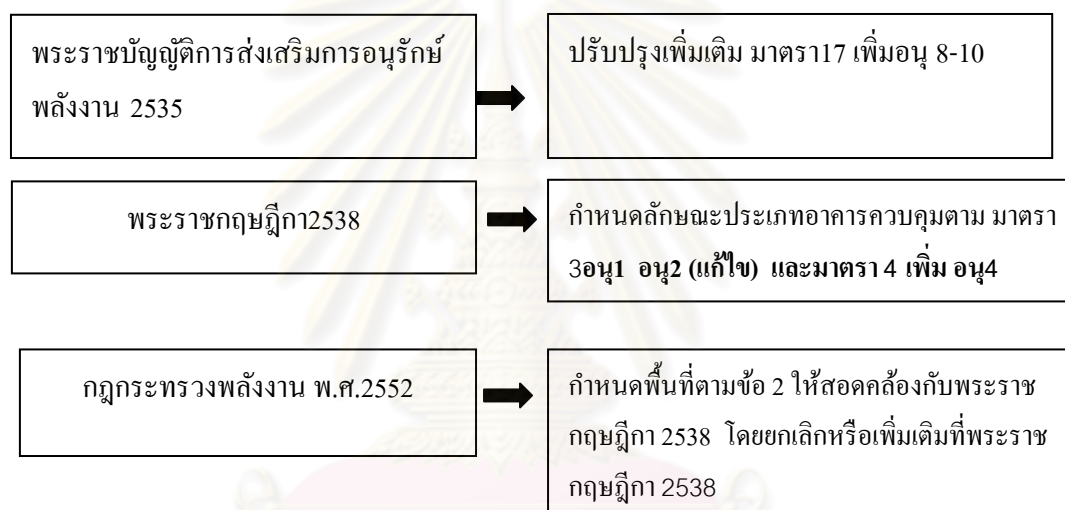 พระราชบัญญัติการส่งเสริมการอนุรักษ์
พลังงาน 2535
ปรับปรุงเพิ่มเติม มาตรา17 เพิ่มอนุ 8-10
พระราชกฤษฎีกา2538
กำหนดลักษณะประเภทอาคารควบคุมตาม มาตรา
3อนุ1 อนุ2 (แก้ไข) และมาตรา 4 เพิ่ม อนุ4
กฎกระทรวงพลังงาน พ.ศ.2552
กำหนดพื้นที่ตามข้อ 2 ให้สอดคล้องกับพระราช
กฤษฎีกา 2538 โดยยกเลิกหรือเพิ่มเติมที่พระราช
กฤษฎีกา 2538